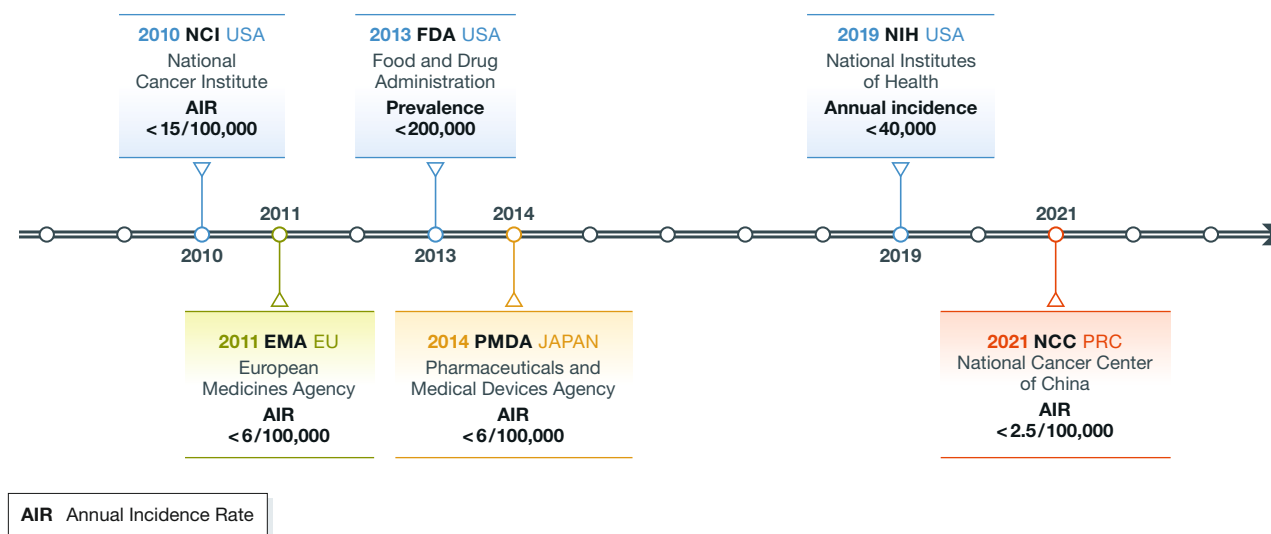 2010 NCI USA
National
Cancer Institute
AIR
<15/100,000
2013 FDA USA
Food and Drug
Administration
Prevalence
<200,000
2019 NIH USA
National Institutes
of Health
Annual incidence
<40,000
2011
2014
2021
2010
2013
2019
2011 EMA EU
European
Medicines Agency
AIR
<6/100,000
2014 PMDA JAPAN
Pharmaceuticals and
Medical Devices Agency
AIR
<6/100,000
2021 NCC PRC
National Cancer Center
of China
AIR
<2.5/100,000
AIR Annual Incidence Rate